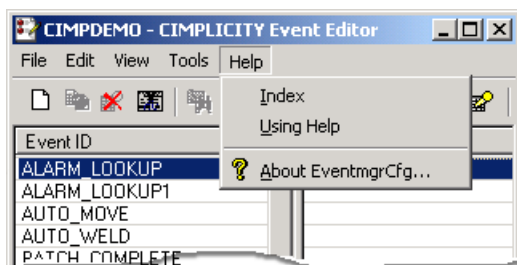 CIMPDEMO - CIMPLICITY Event Editor
File Edit View Tools Help
Index
Using Help
About EventmgrCfg...
Event ID
ALARM_LOOKUP
ALARM_LOOKUP1
AUTO_MOVE
AUTO_WELD
PATCH_COMPLETE